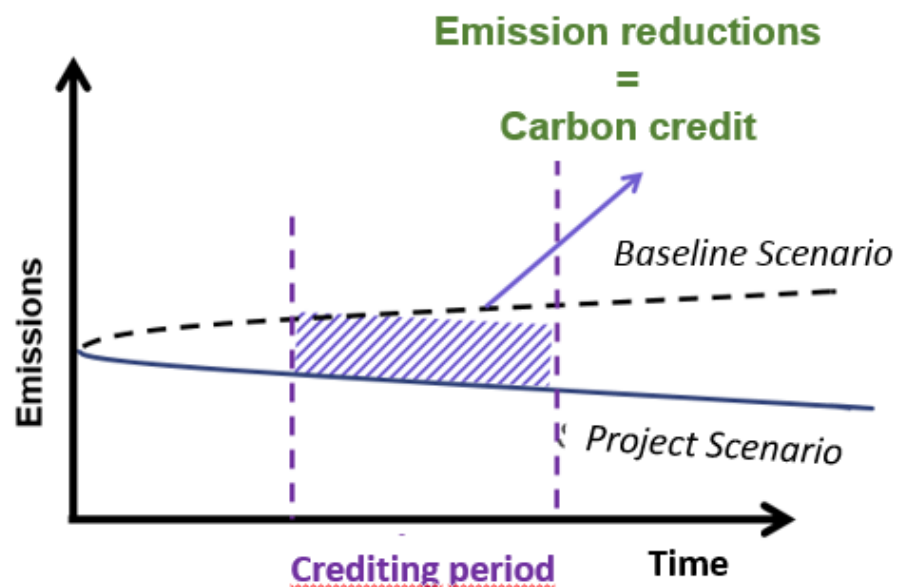 Emission reductions
=
Carbon credit
Baseline Scenario
Emissions
Project Scenario
Crediting period
Time